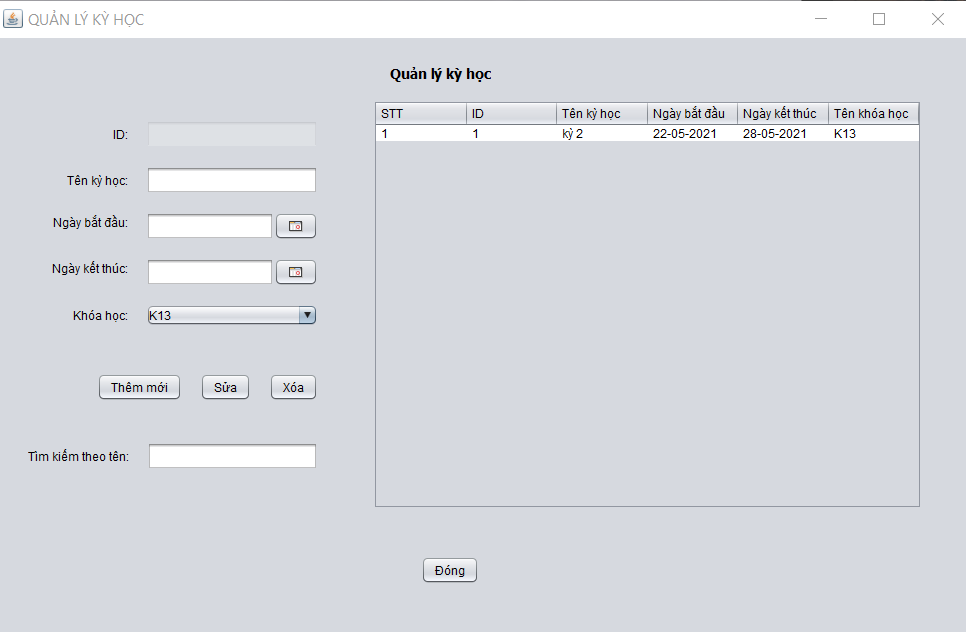 QUẢN LÝ KỲ HỌC
Quản lý kỳ học
ID:
Tên kỳ học:
Ngày bắt đầu:
Ngày kết thúc:
Khóa học: K13
Thêm mới Sửa Xóa
Tìm kiếm theo tên:
STT ID Tên kỳ học Ngày bắt đầu Ngày kết thúc Tên khóa học
1 1 kỳ 2 22-05-2021 28-05-2021 K13
Đóng